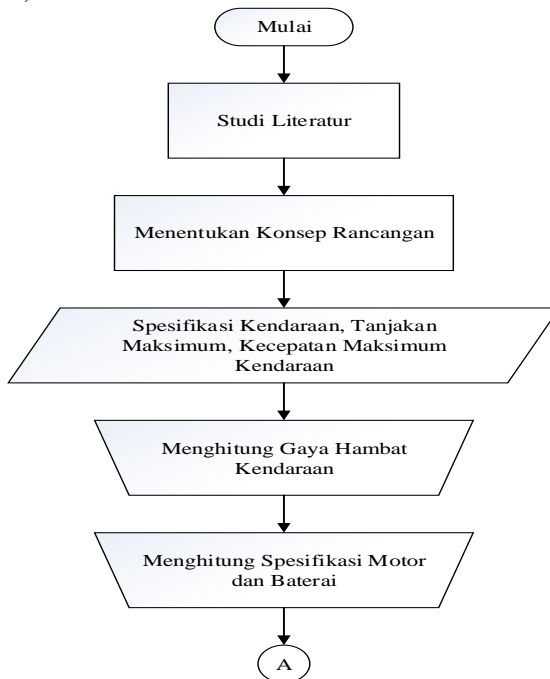 Mulai
Studi Literatur
Menentukan Konsep Rancangan
Spesifikasi Kendaraan, Tanjakan
Maksimum, Kecepatan Maksimum
Kendaraan
Menghitung Gaya Hambat
Kendaraan
Menghitung Spesifikasi Motor
dan Baterai
A